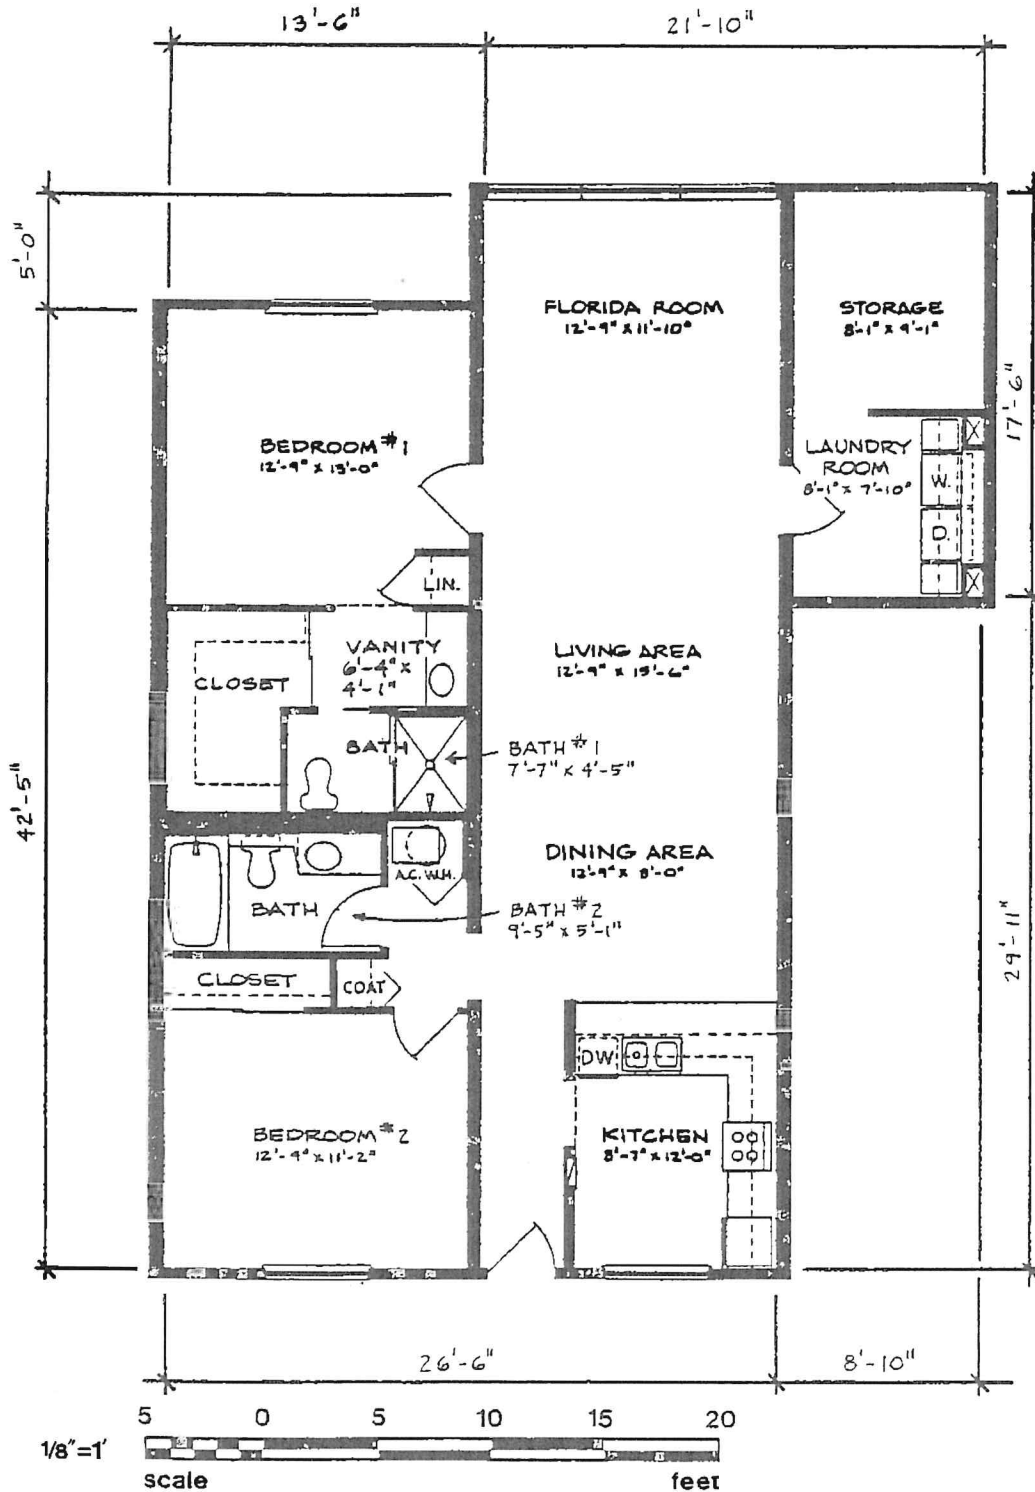 13'-6"
21'-10"
5'-0"
FLORIDA ROOM
12'-9" X 11'-10"
STORAGE
8'-1" X 9'-1"
17'-6"
BEDROOM #1
12'-9" X 13'-0"
LAUNDRY
ROOM
8'-1" X 7'-10"
W.
D.
LIN.
VANITY
6'-4" X
4'-1"
CLOSET
LIVING AREA
12'-9" X 15'-6"
BATH
BATH #1
7'-7" X 4'-5"
42'-5"
DINING AREA
12'-9" X 8'-0"
A.C. W.H.
BATH
BATH #2
9'-5" X 5'-1"
29'-11"
CLOSET
COAT
DW
BEDROOM #2
12'-9" X 11'-2"
KITCHEN
8'-7" X 12'-0"
26'-6"
8'-10"
5 0 5 10 15 20
1/8"=1'
scale feet